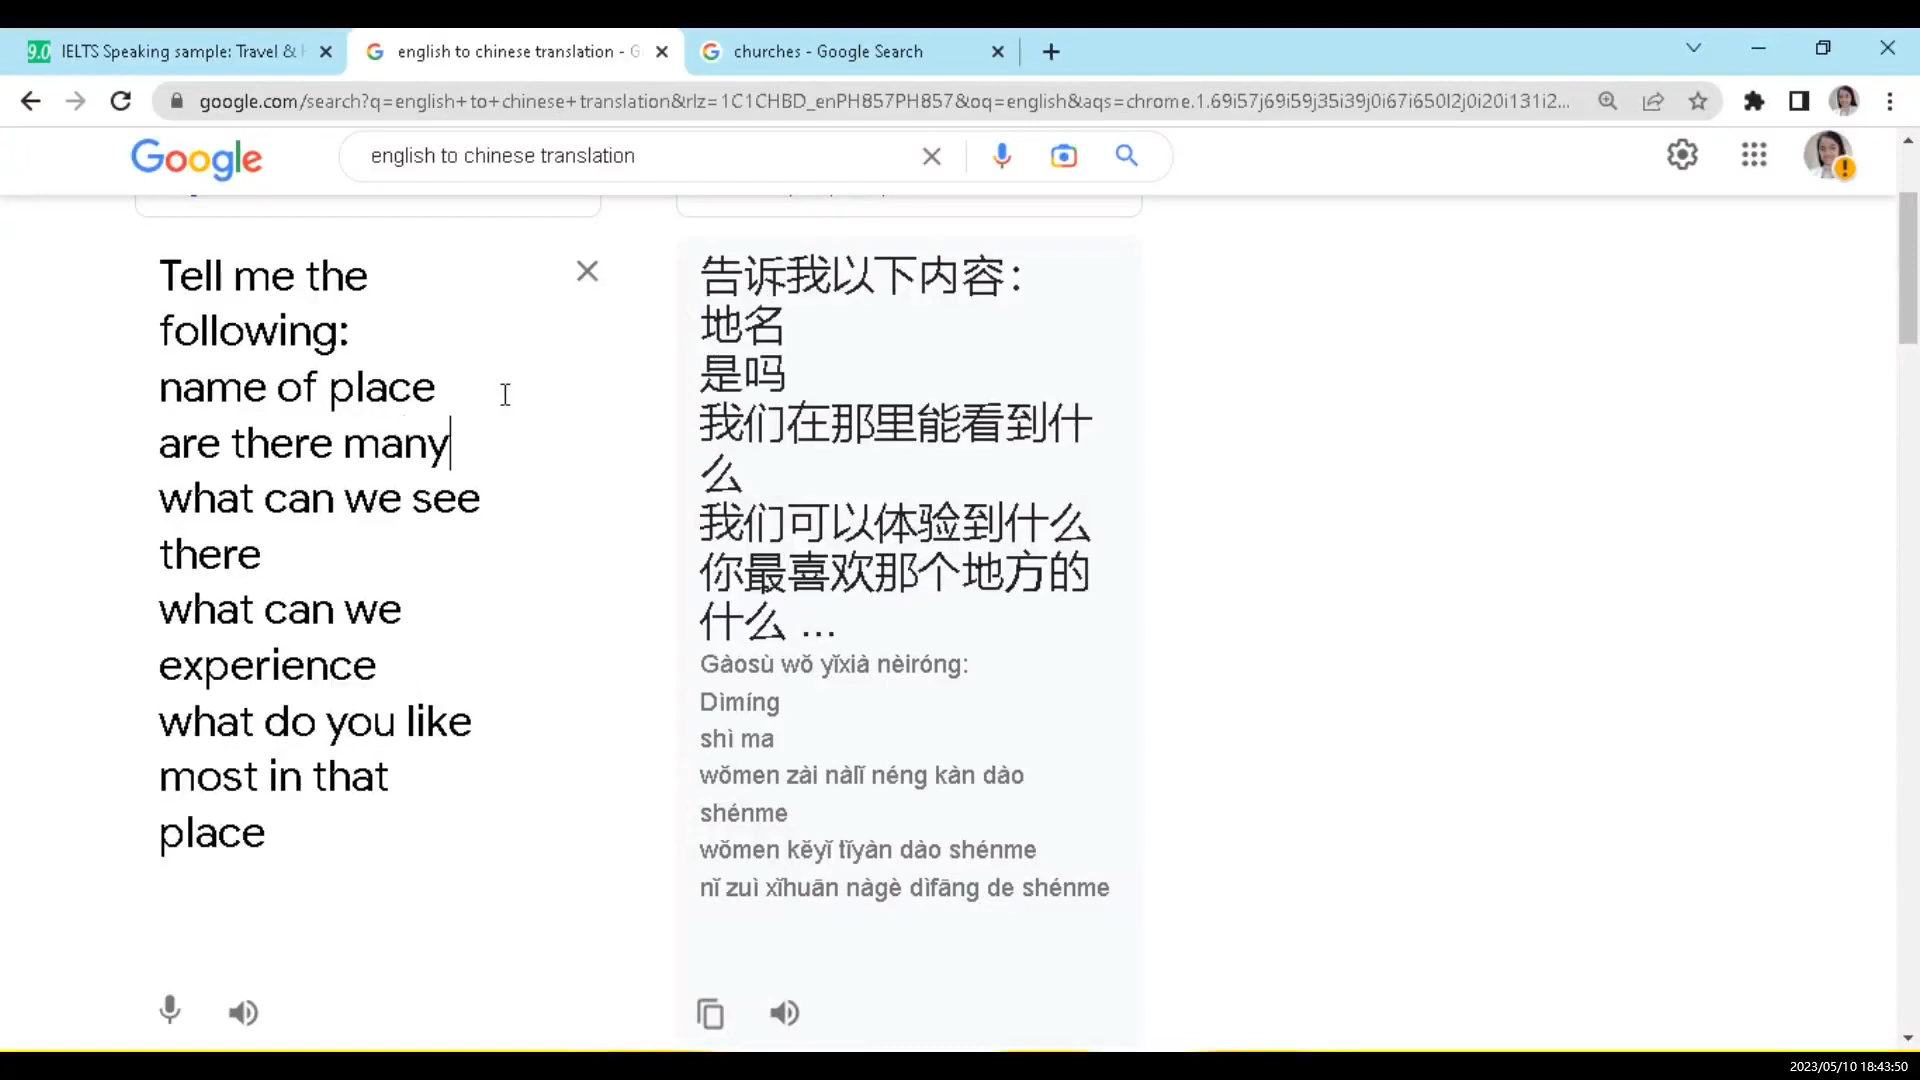 9.0 IELTS Speaking sample: Travel &
english to chinese translation - G
churches - Google Search
google.com/search?q=english+to+chinese+translation&rlz=1C1CHBD_enPH857PH857&oq=english&aqs=chrome.1.69i57j69i59j35i39j0i67i650l2j0i20i131i2...
Google
english to chinese translation
Tell me the
following:
name of place
are there many
what can we see
there
what can we
experience
what do you like
most in that
place
告诉我以下内容：
地名
是吗
我们在那里能看到什
么
我们可以体验到什么
你最喜欢那个地方的
什么 ...
Gàosù wǒ yǐxià nèiróng:
Dìmíng
shì ma
wǒmen zài nàlǐ néng kàn dào
shénme
wǒmen kěyǐ tǐyàn dào shénme
nǐ zuì xǐhuān nàgè dìfāng de shénme
2023/05/10 18:43:50